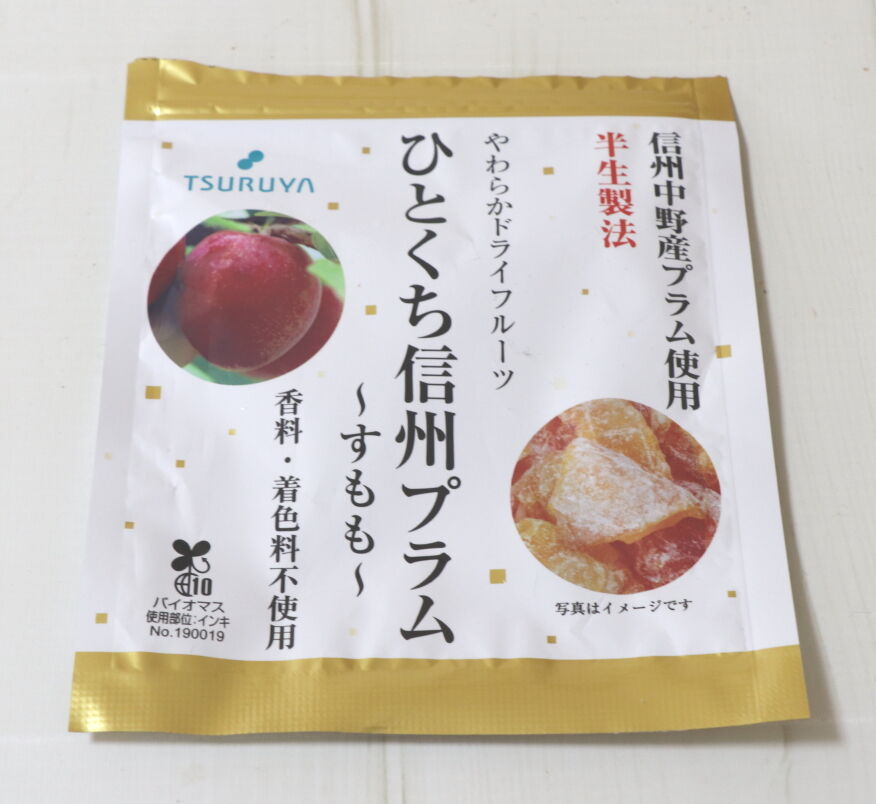 信州中野産プラム使用
半生製法
やわらかドライフルーツ
ひとくち信州プラム
～すもも～
TSURUYA
香料・着色料不使用
写真はイメージです
10
バイオマス
使用部位:インキ
No.190019